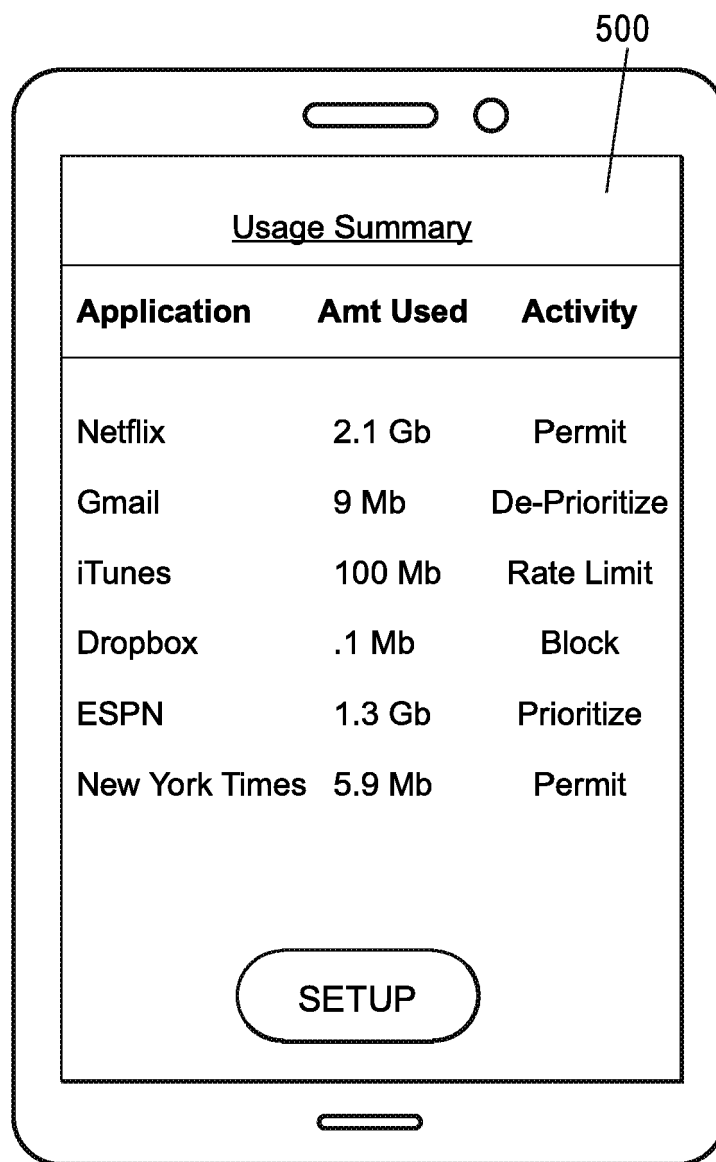 500
Usage Summary
Application Amt Used Activity
Netflix 2.1 Gb Permit
Gmail 9 Mb De-Prioritize
iTunes 100 Mb Rate Limit
Dropbox .1 Mb Block
ESPN 1.3 Gb Prioritize
New York Times 5.9 Mb Permit
SETUP